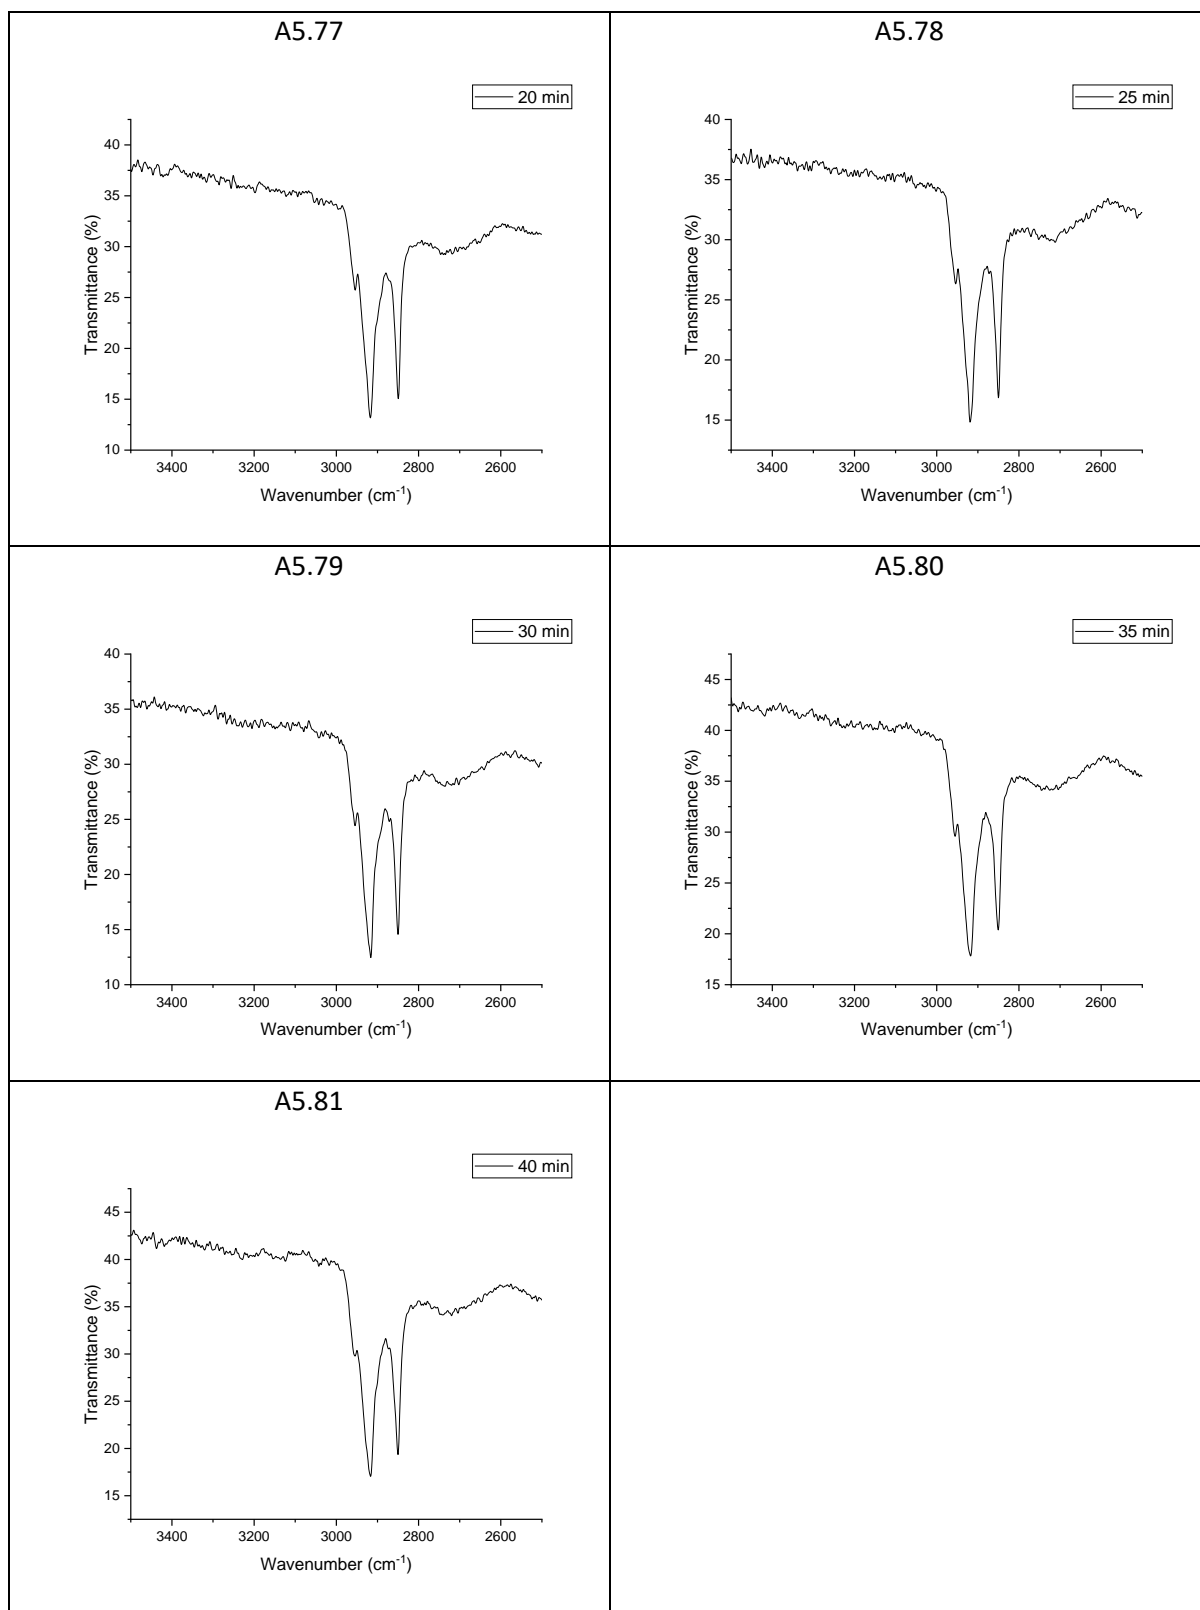 A5.77
20 min
40
35
30
25
20
15
10
Transmittance (%)
3400 3200 3000 2800 2600
Wavenumber (cm⁻¹)
A5.78
25 min
40
35
30
25
20
15
Transmittance (%)
3400 3200 3000 2800 2600
Wavenumber (cm⁻¹)
A5.79
30 min
40
35
30
25
20
15
10
Transmittance (%)
3400 3200 3000 2800 2600
Wavenumber (cm⁻¹)
A5.80
35 min
45
40
35
30
25
20
15
Transmittance (%)
3400 3200 3000 2800 2600
Wavenumber (cm⁻¹)
A5.81
40 min
45
40
35
30
25
20
15
Transmittance (%)
3400 3200 3000 2800 2600
Wavenumber (cm⁻¹)